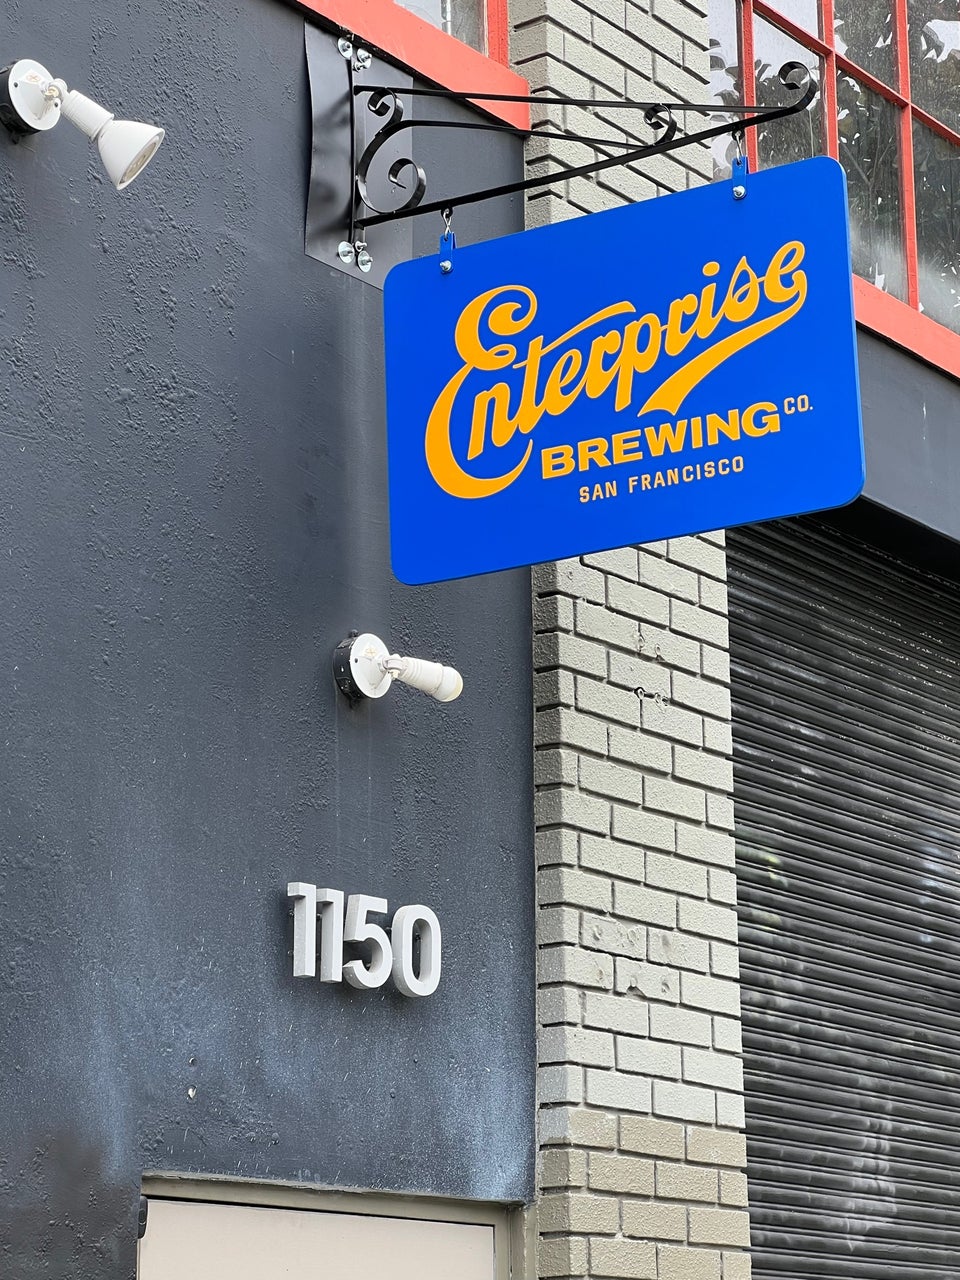 Enterprise
BREWING CO.
SAN FRANCISCO
1150